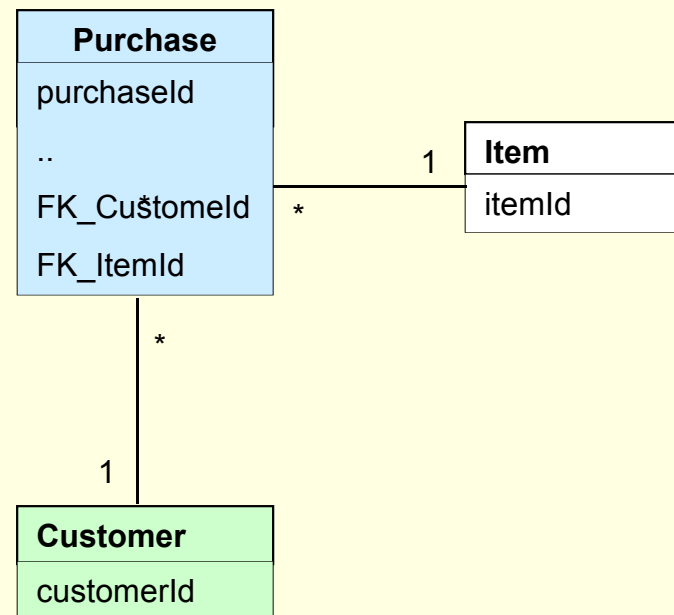 Purchase
purchaseId
..
FK_CustomeId
*
FK_ItemId
*
1
Item
itemId
*
1
Customer
customerId